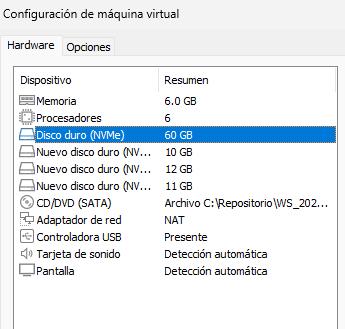 Configuración de máquina virtual
Hardware Opciones
Dispositivo Resumen
Memoria 6.0 GB
Procesadores 6
Disco duro (NVMe) 60 GB
Nuevo disco duro (NV... 10 GB
Nuevo disco duro (NV... 12 GB
Nuevo disco duro (NV... 11 GB
CD/DVD (SATA) Archivo C:\Repositorio\WS_202...
Adaptador de red NAT
Controladora USB Presente
Tarjeta de sonido Detección automática
Pantalla Detección automática